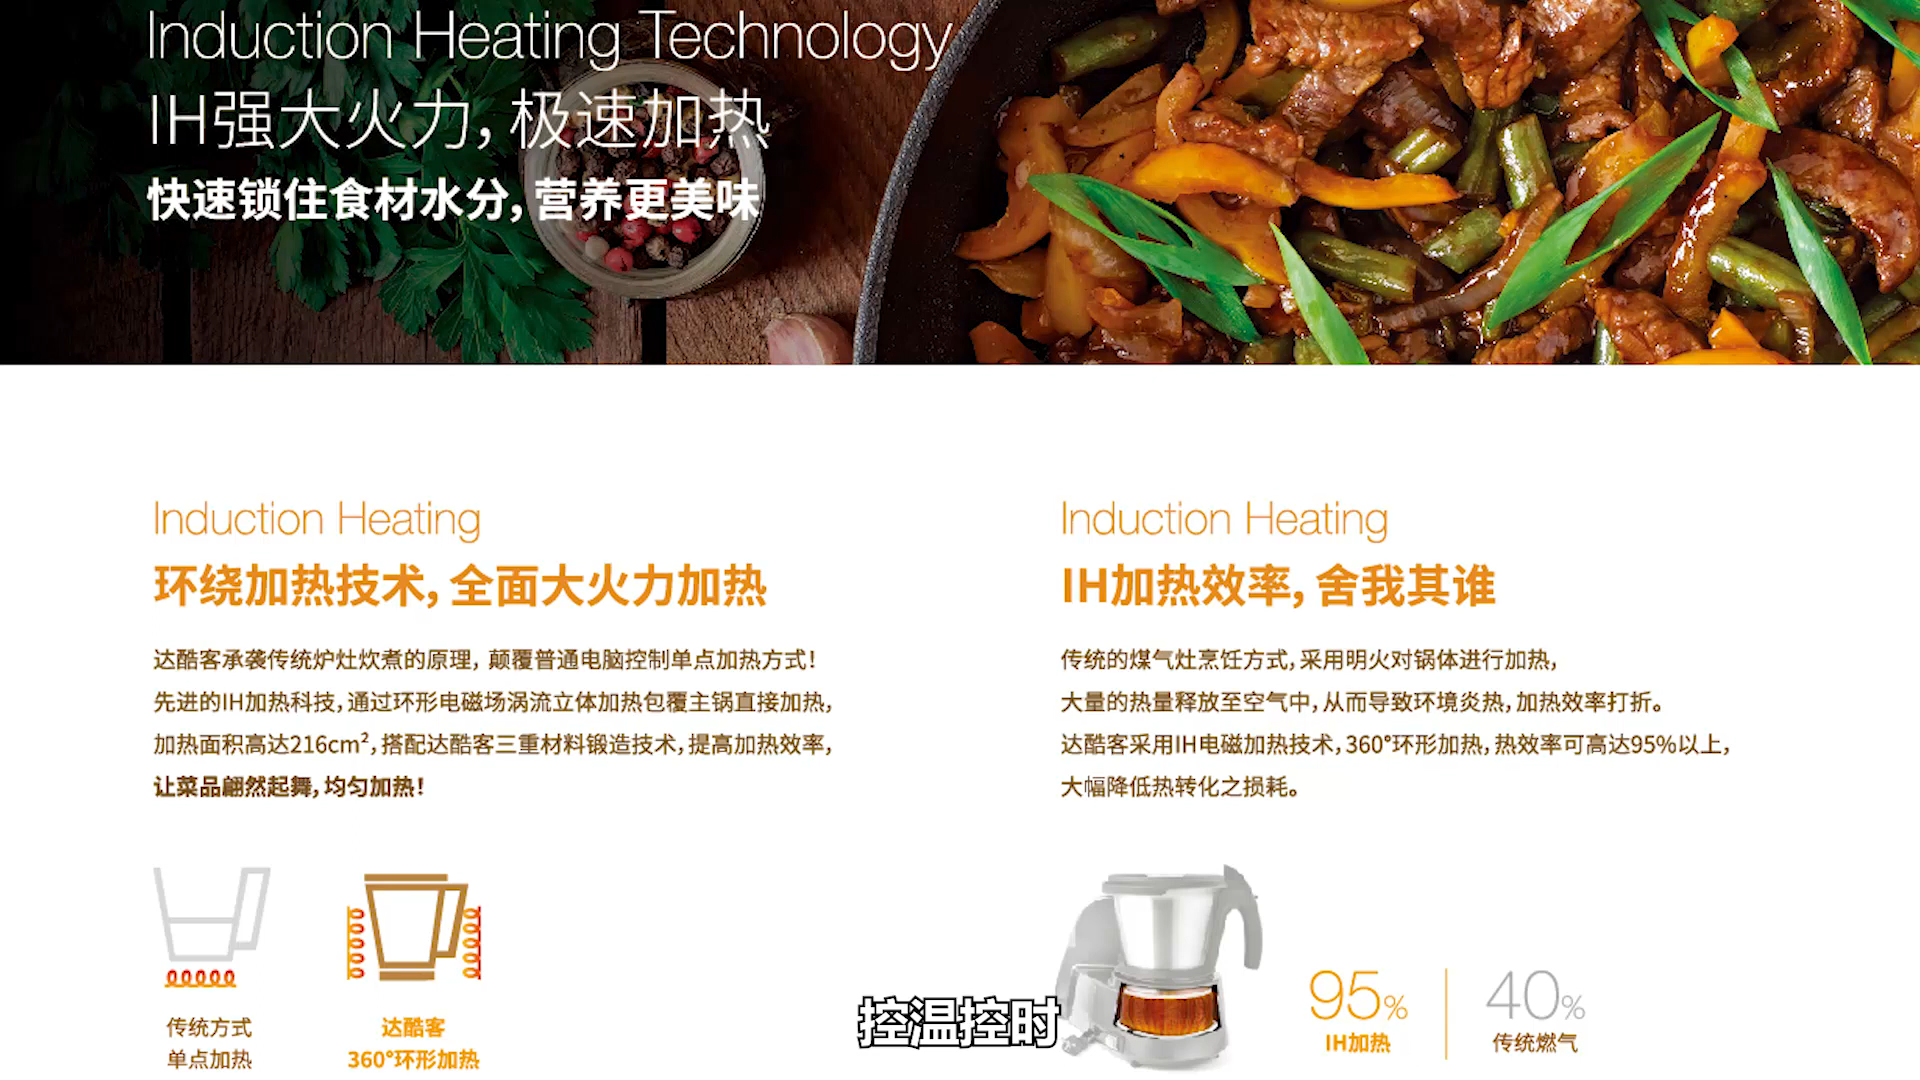 Induction Heating Technology
IH强大火力，极速加热
快速锁住食材水分，营养更美味
Induction Heating
环绕加热技术，全面大火力加热
达酷客承袭传统炉灶炊煮的原理，颠覆普通电脑控制单点加热方式！
先进的IH加热科技，通过环形电磁场涡流立体加热包覆主锅直接加热，
加热面积高达216cm²，搭配达酷客三重材料锻造技术，提高加热效率，
让菜品翩然起舞，均匀加热！
传统方式
单点加热
达酷客
360°环形加热
Induction Heating
IH加热效率，舍我其谁
传统的煤气灶烹饪方式，采用明火对锅体进行加热，
大量的热量释放至空气中，从而导致环境炎热，加热效率打折。
达酷客采用IH电磁加热技术，360°环形加热，热效率可高达95%以上，
大幅降低热转化之损耗。
95%
IH加热
40%
传统燃气
控温控时